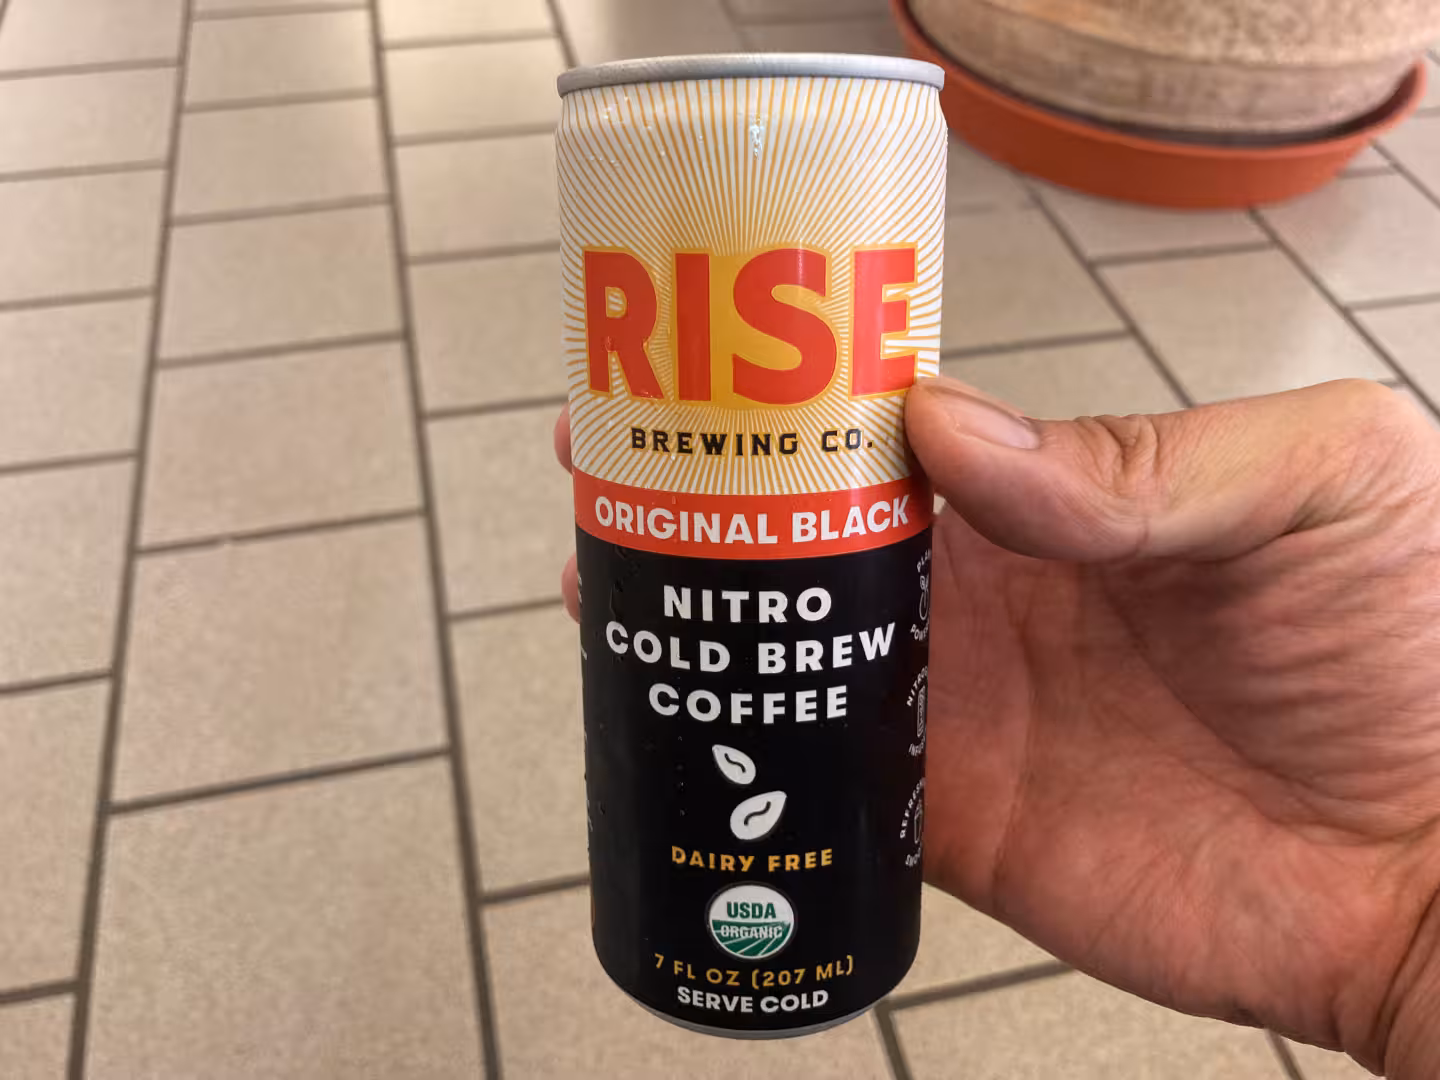 RISE
BREWING CO.
ORIGINAL BLACK
NITRO
COLD BREW
COFFEE
DAIRY FREE
USDA
ORGANIC
7 FL OZ (207 ML)
SERVE COLD